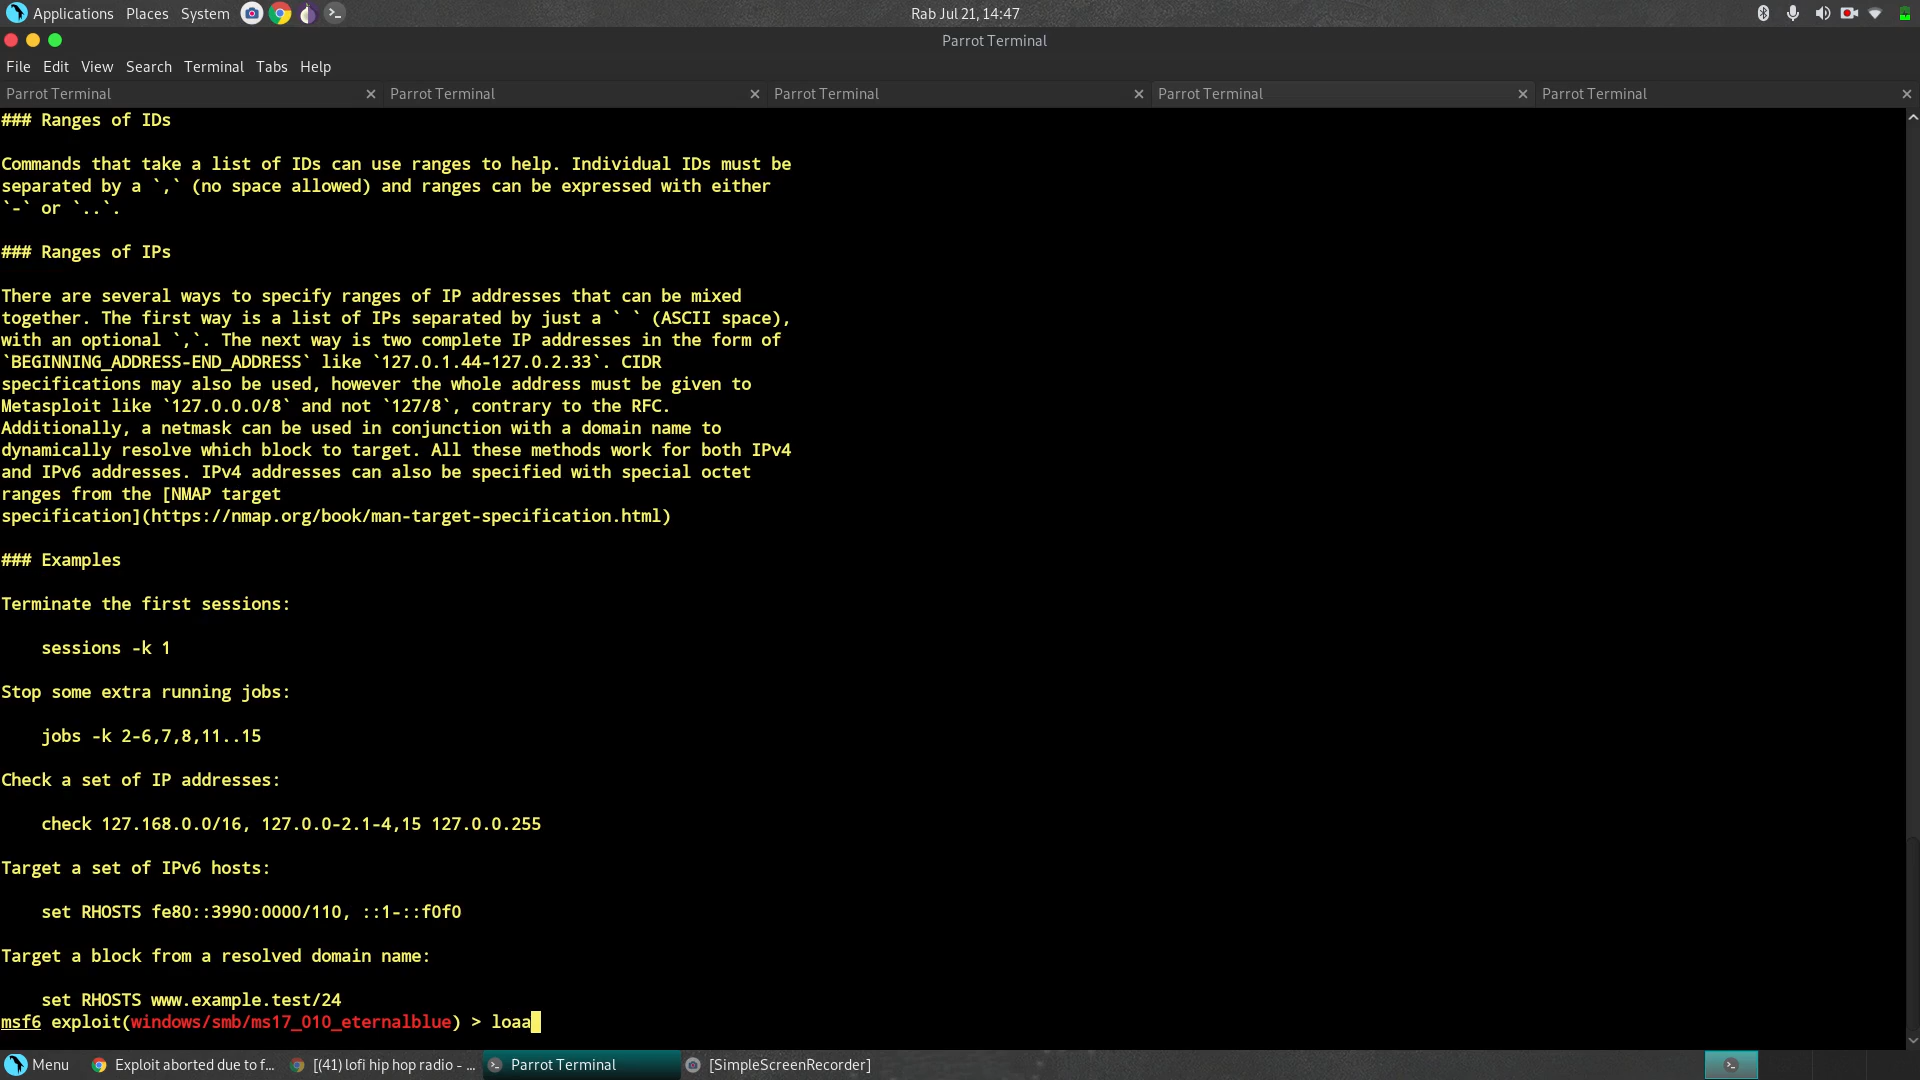 Applications Places System Rab Jul 21, 14:47
Parrot Terminal
File Edit View Search Terminal Tabs Help
Parrot Terminal Parrot Terminal Parrot Terminal Parrot Terminal Parrot Terminal
### Ranges of IDs
Commands that take a list of IDs can use ranges to help. Individual IDs must be
separated by a `,` (no space allowed) and ranges can be expressed with either
`-` or `..`.
### Ranges of IPs
There are several ways to specify ranges of IP addresses that can be mixed
together. The first way is a list of IPs separated by just a ` ` (ASCII space),
with an optional `,`. The next way is two complete IP addresses in the form of
`BEGINNING_ADDRESS-END_ADDRESS` like `127.0.1.44-127.0.2.33`. CIDR
specifications may also be used, however the whole address must be given to
Metasploit like `127.0.0.0/8` and not `127/8`, contrary to the RFC.
Additionally, a netmask can be used in conjunction with a domain name to
dynamically resolve which block to target. All these methods work for both IPv4
and IPv6 addresses. IPv4 addresses can also be specified with special octet
ranges from the [NMAP target
specification](https://nmap.org/book/man-target-specification.html)
### Examples
Terminate the first sessions:
sessions -k 1
Stop some extra running jobs:
jobs -k 2-6,7,8,11..15
Check a set of IP addresses:
check 127.168.0.0/16, 127.0.0-2.1-4,15 127.0.0.255
Target a set of IPv6 hosts:
set RHOSTS fe80::3990:0000/110, ::1-::f0f0
Target a block from a resolved domain name:
set RHOSTS www.example.test/24
msf6 exploit(windows/smb/ms17_010_eternalblue) > loaa
Menu Exploit aborted due to f... [(41) lofi hip hop radio - ... Parrot Terminal [SimpleScreenRecorder]